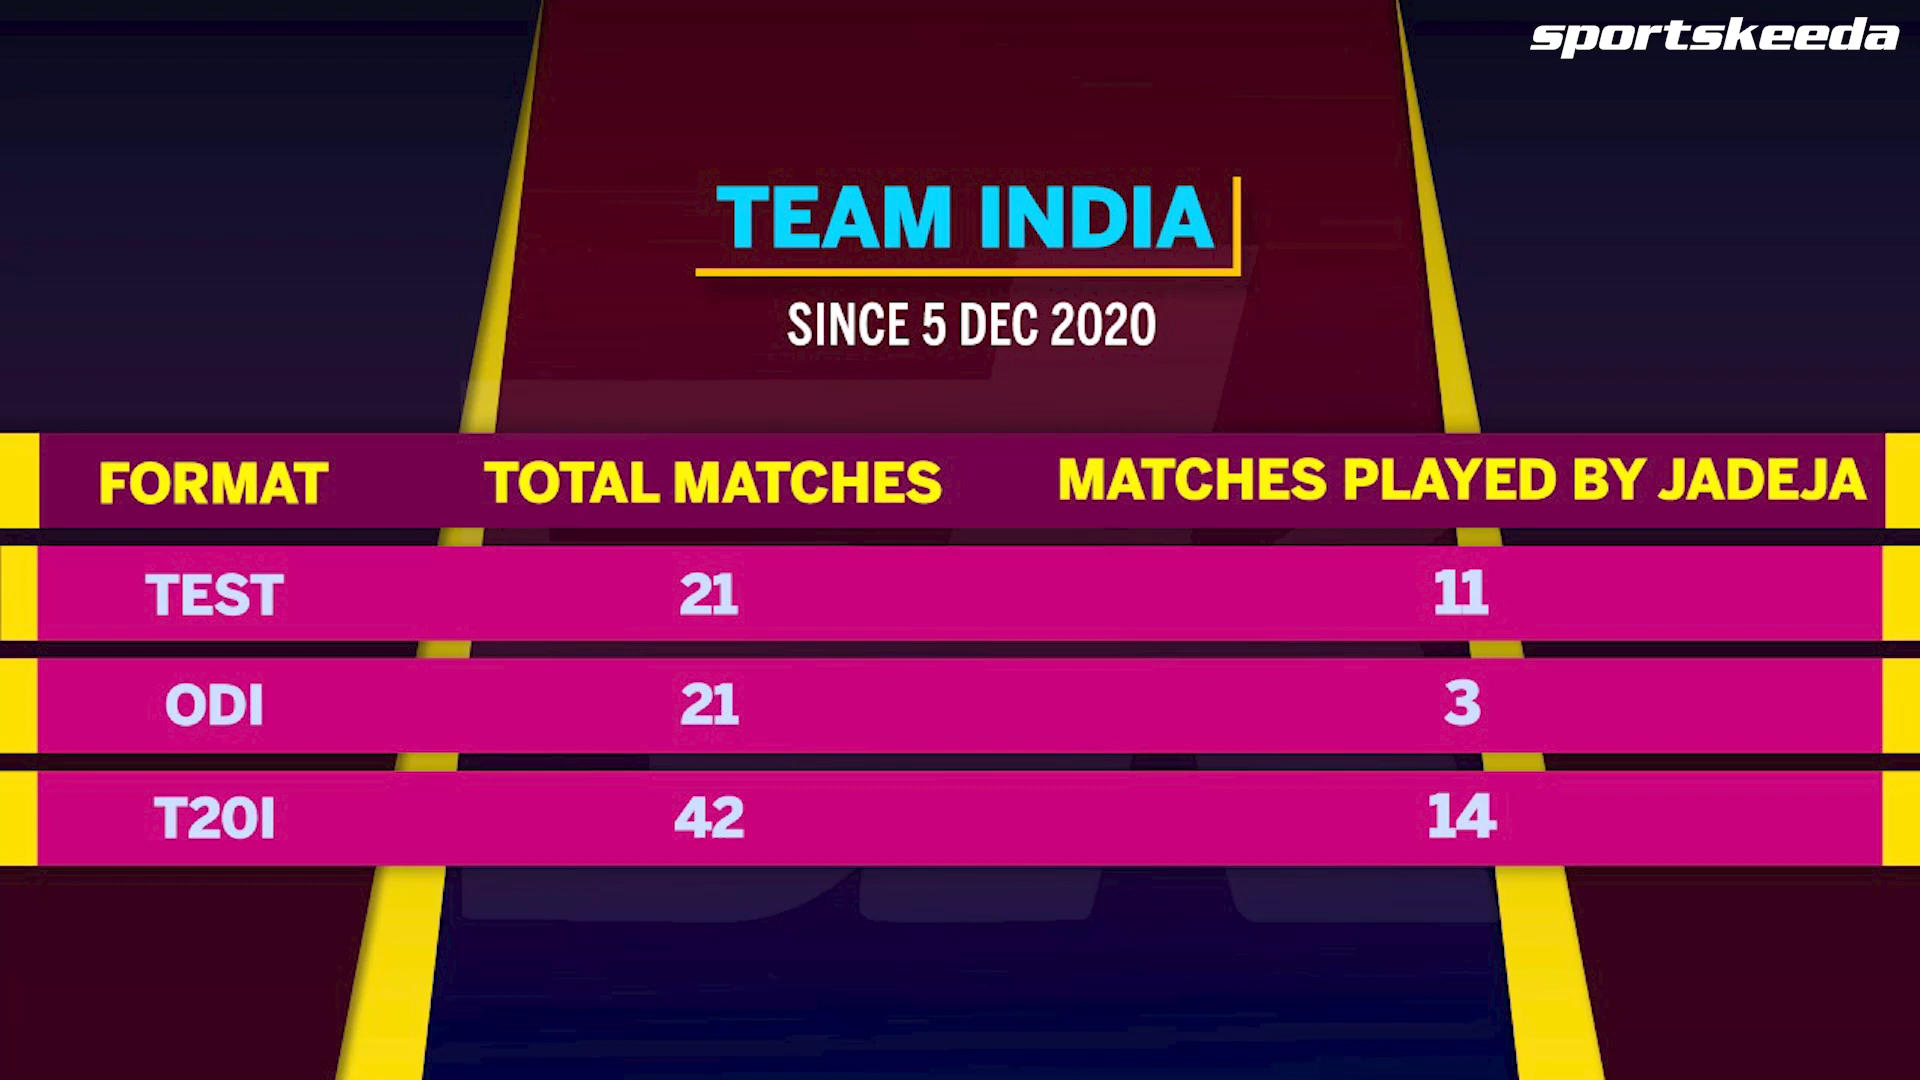 sportskeeda
TEAM INDIA
SINCE 5 DEC 2020
FORMAT TOTAL MATCHES MATCHES PLAYED BY JADEJA
TEST 21 11
ODI 21 3
T20I 42 14